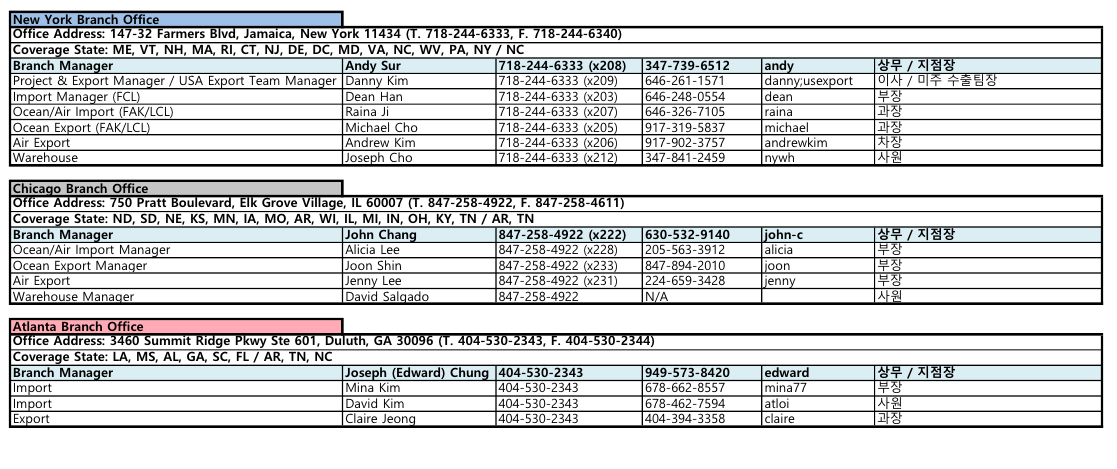 New York Branch Office
Office Address: 147-32 Farmers Blvd, Jamaica, New York 11434 (T. 718-244-6333, F. 718-244-6340)
Coverage State: ME, VT, NH, MA, RI, CT, NJ, DE, DC, MD, VA, NC, WV, PA, NY / NC
Branch Manager Andy Sur 718-244-6333 (x208) 347-739-6512 andy 상무 / 지점장
Project & Export Manager / USA Export Team Manager Danny Kim 718-244-6333 (x209) 646-261-1571 danny;usexport 이사 / 미주 수출팀장
Import Manager (FCL) Dean Han 718-244-6333 (x203) 646-248-0554 dean 부장
Ocean/Air Import (FAK/LCL) Raina Ji 718-244-6333 (x207) 646-326-7105 raina 과장
Ocean Export (FAK/LCL) Michael Cho 718-244-6333 (x205) 917-319-5837 michael 과장
Air Export Andrew Kim 718-244-6333 (x206) 917-902-3757 andrewkim 차장
Warehouse Joseph Cho 718-244-6333 (x212) 347-841-2459 nywh 사원
Chicago Branch Office
Office Address: 750 Pratt Boulevard, Elk Grove Village, IL 60007 (T. 847-258-4922, F. 847-258-4611)
Coverage State: ND, SD, NE, KS, MN, IA, MO, AR, WI, IL, MI, IN, OH, KY, TN / AR, TN
Branch Manager John Chang 847-258-4922 (x222) 630-532-9140 john-c 상무 / 지점장
Ocean/Air Import Manager Alicia Lee 847-258-4922 (x228) 205-563-3912 alicia 부장
Ocean Export Manager Joon Shin 847-258-4922 (x233) 847-894-2010 joon 부장
Air Export Jenny Lee 847-258-4922 (x231) 224-659-3428 jenny 부장
Warehouse Manager David Salgado 847-258-4922 N/A 사원
Atlanta Branch Office
Office Address: 3460 Summit Ridge Pkwy Ste 601, Duluth, GA 30096 (T. 404-530-2343, F. 404-530-2344)
Coverage State: LA, MS, AL, GA, SC, FL / AR, TN, NC
Branch Manager Joseph (Edward) Chung 404-530-2343 949-573-8420 edward 상무 / 지점장
Import Mina Kim 404-530-2343 678-662-8557 mina77 부장
Import David Kim 404-530-2343 678-462-7594 atloi 사원
Export Claire Jeong 404-530-2343 404-394-3358 claire 과장